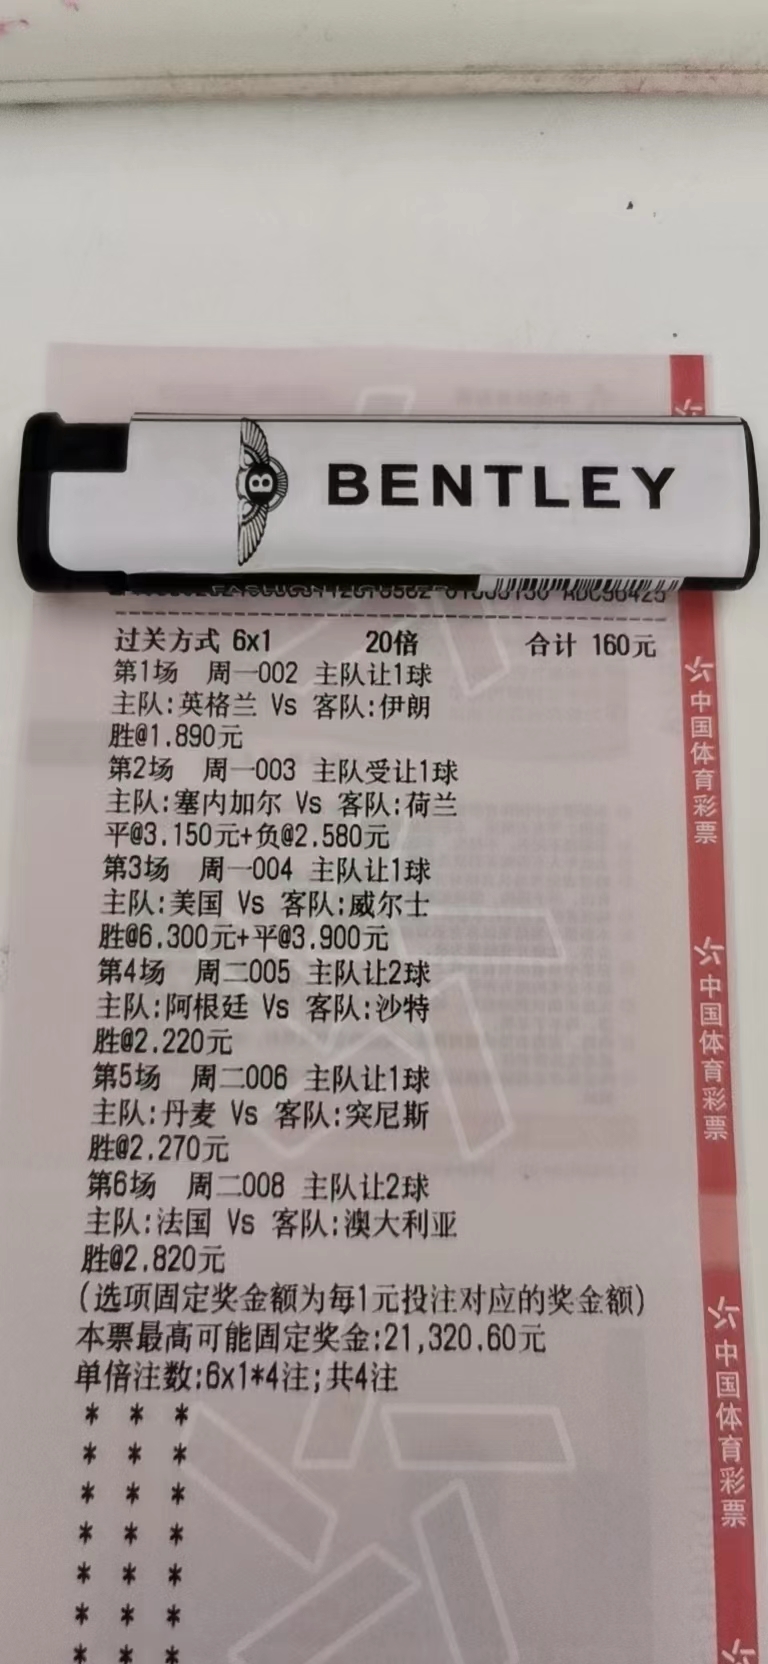 BENTLEY
过关方式 6x1 20倍 合计 160元
第1场 周一002 主队让1球
主队:英格兰 Vs 客队:伊朗
胜@1.890元
第2场 周一003 主队受让1球
主队:塞内加尔 Vs 客队:荷兰
平@3.150元+负@2.580元
第3场 周一004 主队让1球
主队:美国 Vs 客队:威尔士
胜@6.300元+平@3.900元
第4场 周二005 主队让2球
主队:阿根廷 Vs 客队:沙特
胜@2.220元
第5场 周二006 主队让1球
主队:丹麦 Vs 客队:突尼斯
胜@2.270元
第6场 周二008 主队让2球
主队:法国 Vs 客队:澳大利亚
胜@2.820元
(选项固定奖金额为每1元投注对应的奖金额)
本票最高可能固定奖金:21,320.60元
单倍注数:6x1*4注;共4注
* * *
* * *
* * *
* * *
* * *
* * *
* * *
中国体育彩票
中国体育彩票
中国体育彩票